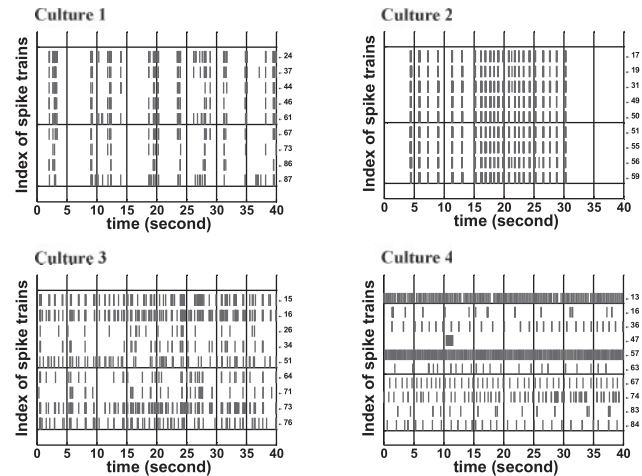 Culture 1
Index of spike trains
24
37
44
46
61
67
73
86
87
0 5 10 15 20 25 30 35 40
time (second)
Culture 2
Index of spike trains
17
19
31
49
50
51
55
56
59
0 5 10 15 20 25 30 35 40
time (second)
Culture 3
Index of spike trains
15
16
26
34
51
64
71
73
76
0 5 10 15 20 25 30 35 40
time (second)
Culture 4
Index of spike trains
13
16
36
47
57
63
67
74
83
84
0 5 10 15 20 25 30 35 40
time (second)